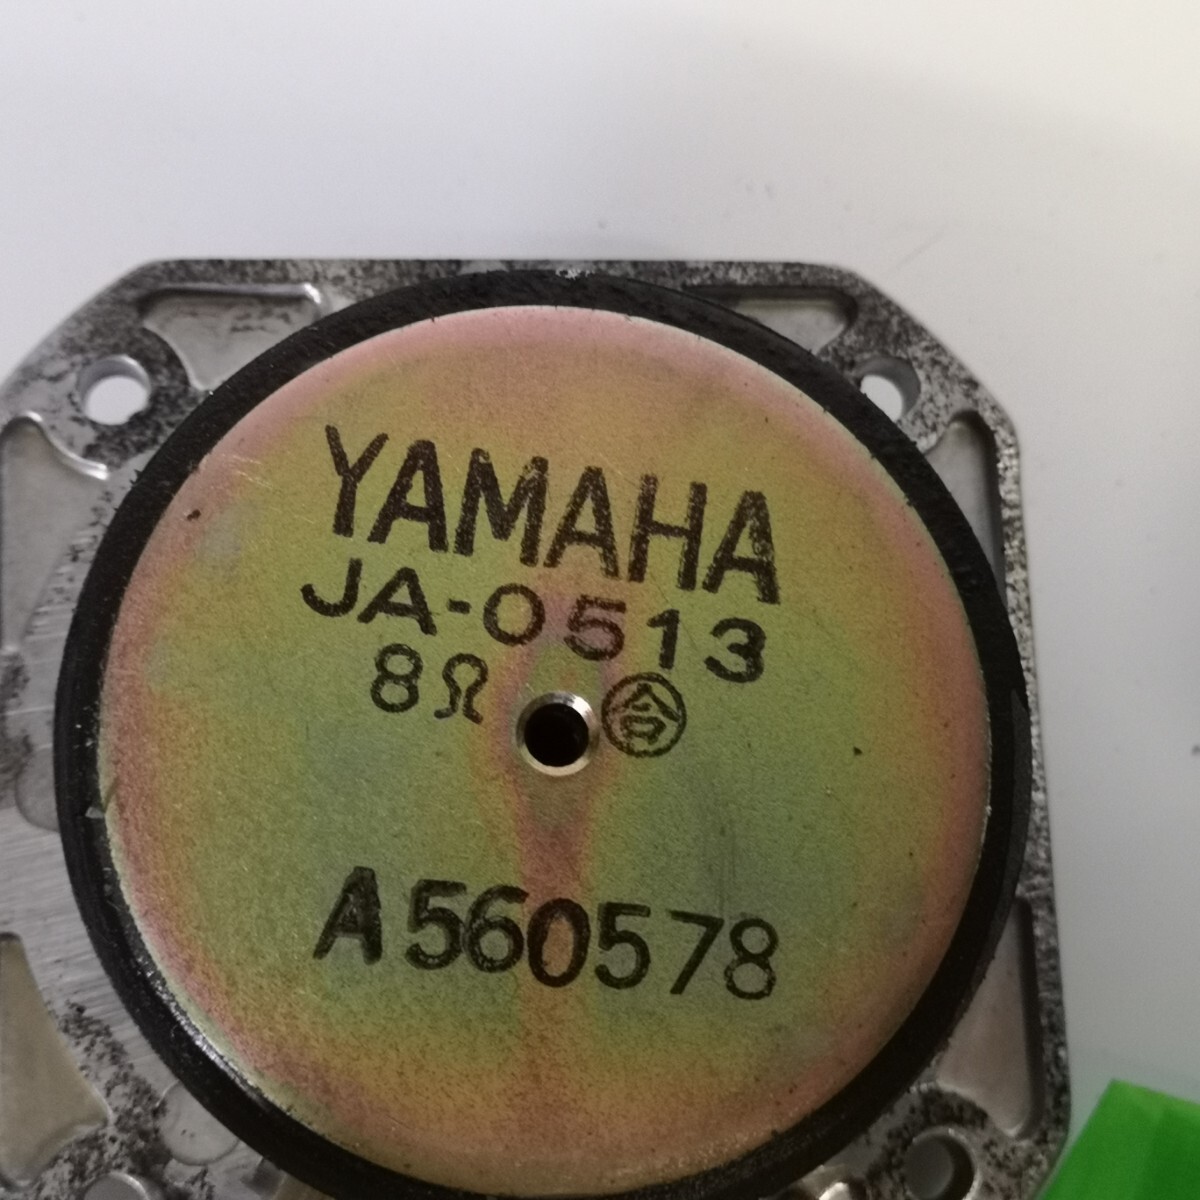 YAMAHA
JA-0513
8Ω 合
A560578